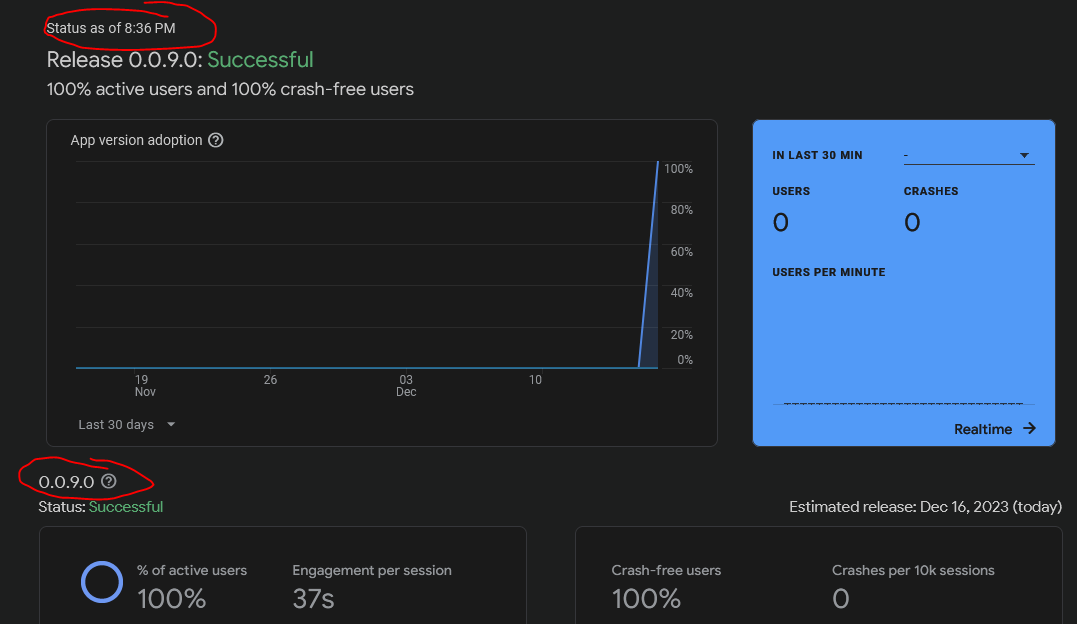 Status as of 8:36 PM
Release 0.0.9.0: Successful
100% active users and 100% crash-free users
App version adoption ?
100%
80%
60%
40%
20%
0%
19 26 03 10
Nov Dec
Last 30 days
IN LAST 30 MIN -
USERS CRASHES
0 0
USERS PER MINUTE
Realtime →
0.0.9.0 ?
Status: Successful Estimated release: Dec 16, 2023 (today)
% of active users Engagement per session Crash-free users Crashes per 10k sessions
100% 37s 100% 0